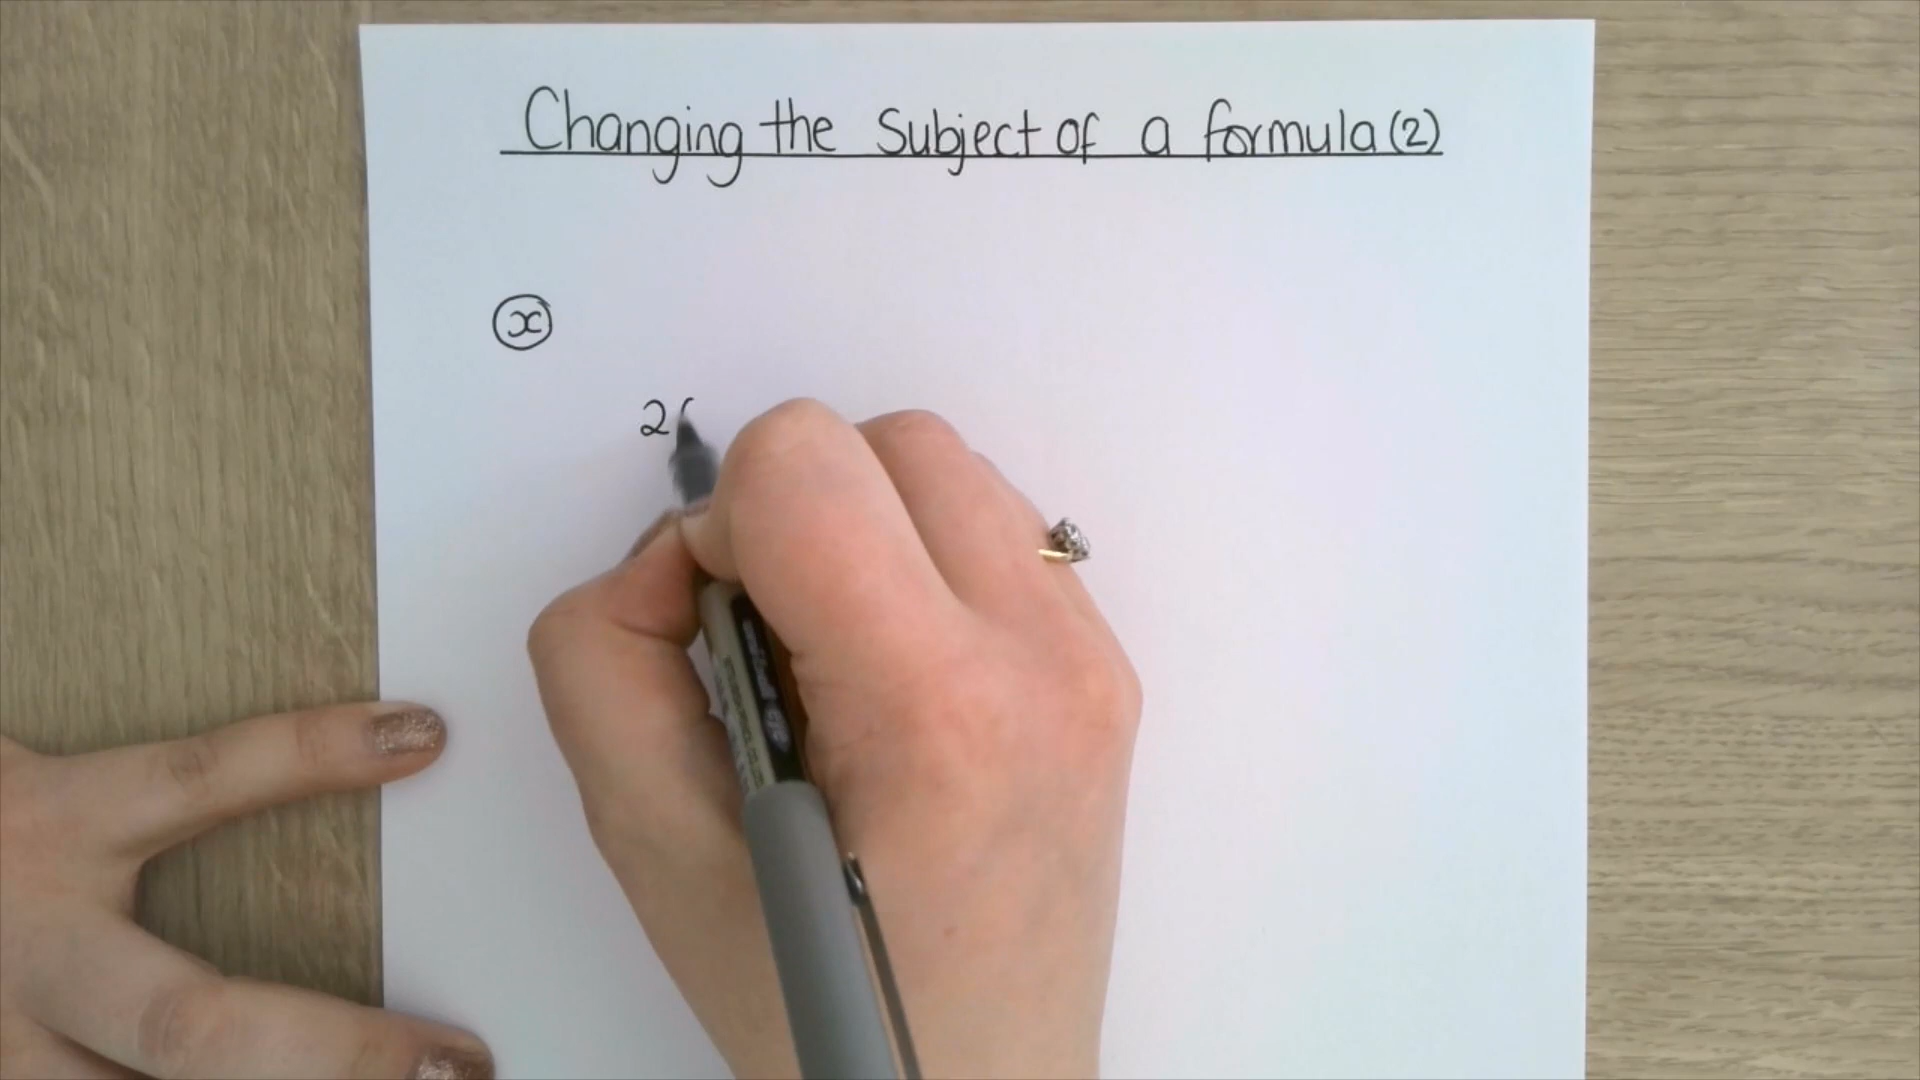 Changing the Subject of a formula (2)
x
2(